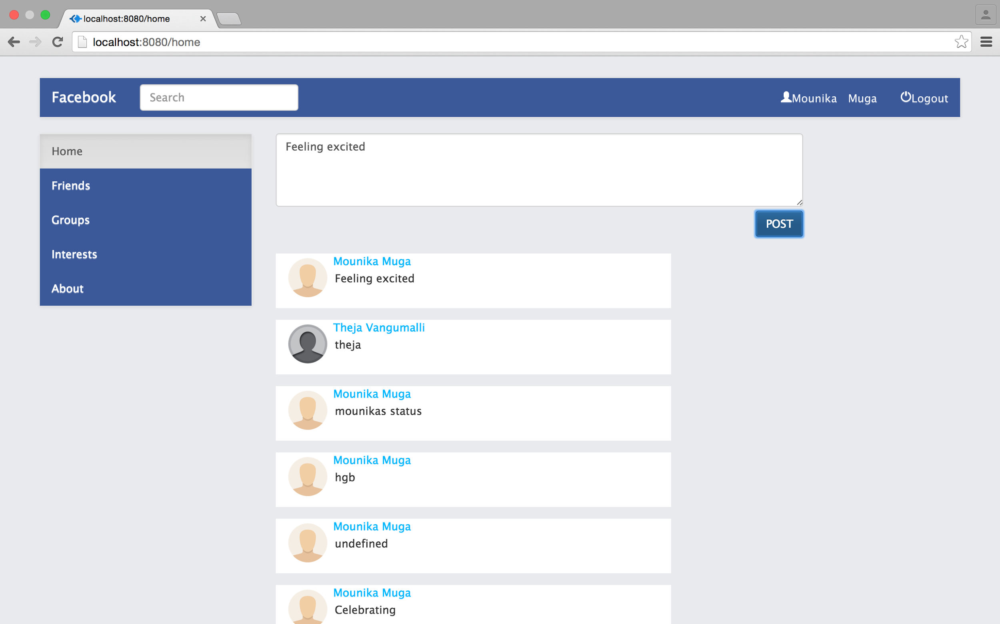 localhost:8080/home
localhost:8080/home
Facebook
Search
Mounika Muga
Logout
Home
Friends
Groups
Interests
About
Feeling excited
POST
Mounika Muga
Feeling excited
Theja Vangumalli
theja
Mounika Muga
mounikas status
Mounika Muga
hgb
Mounika Muga
undefined
Mounika Muga
Celebrating